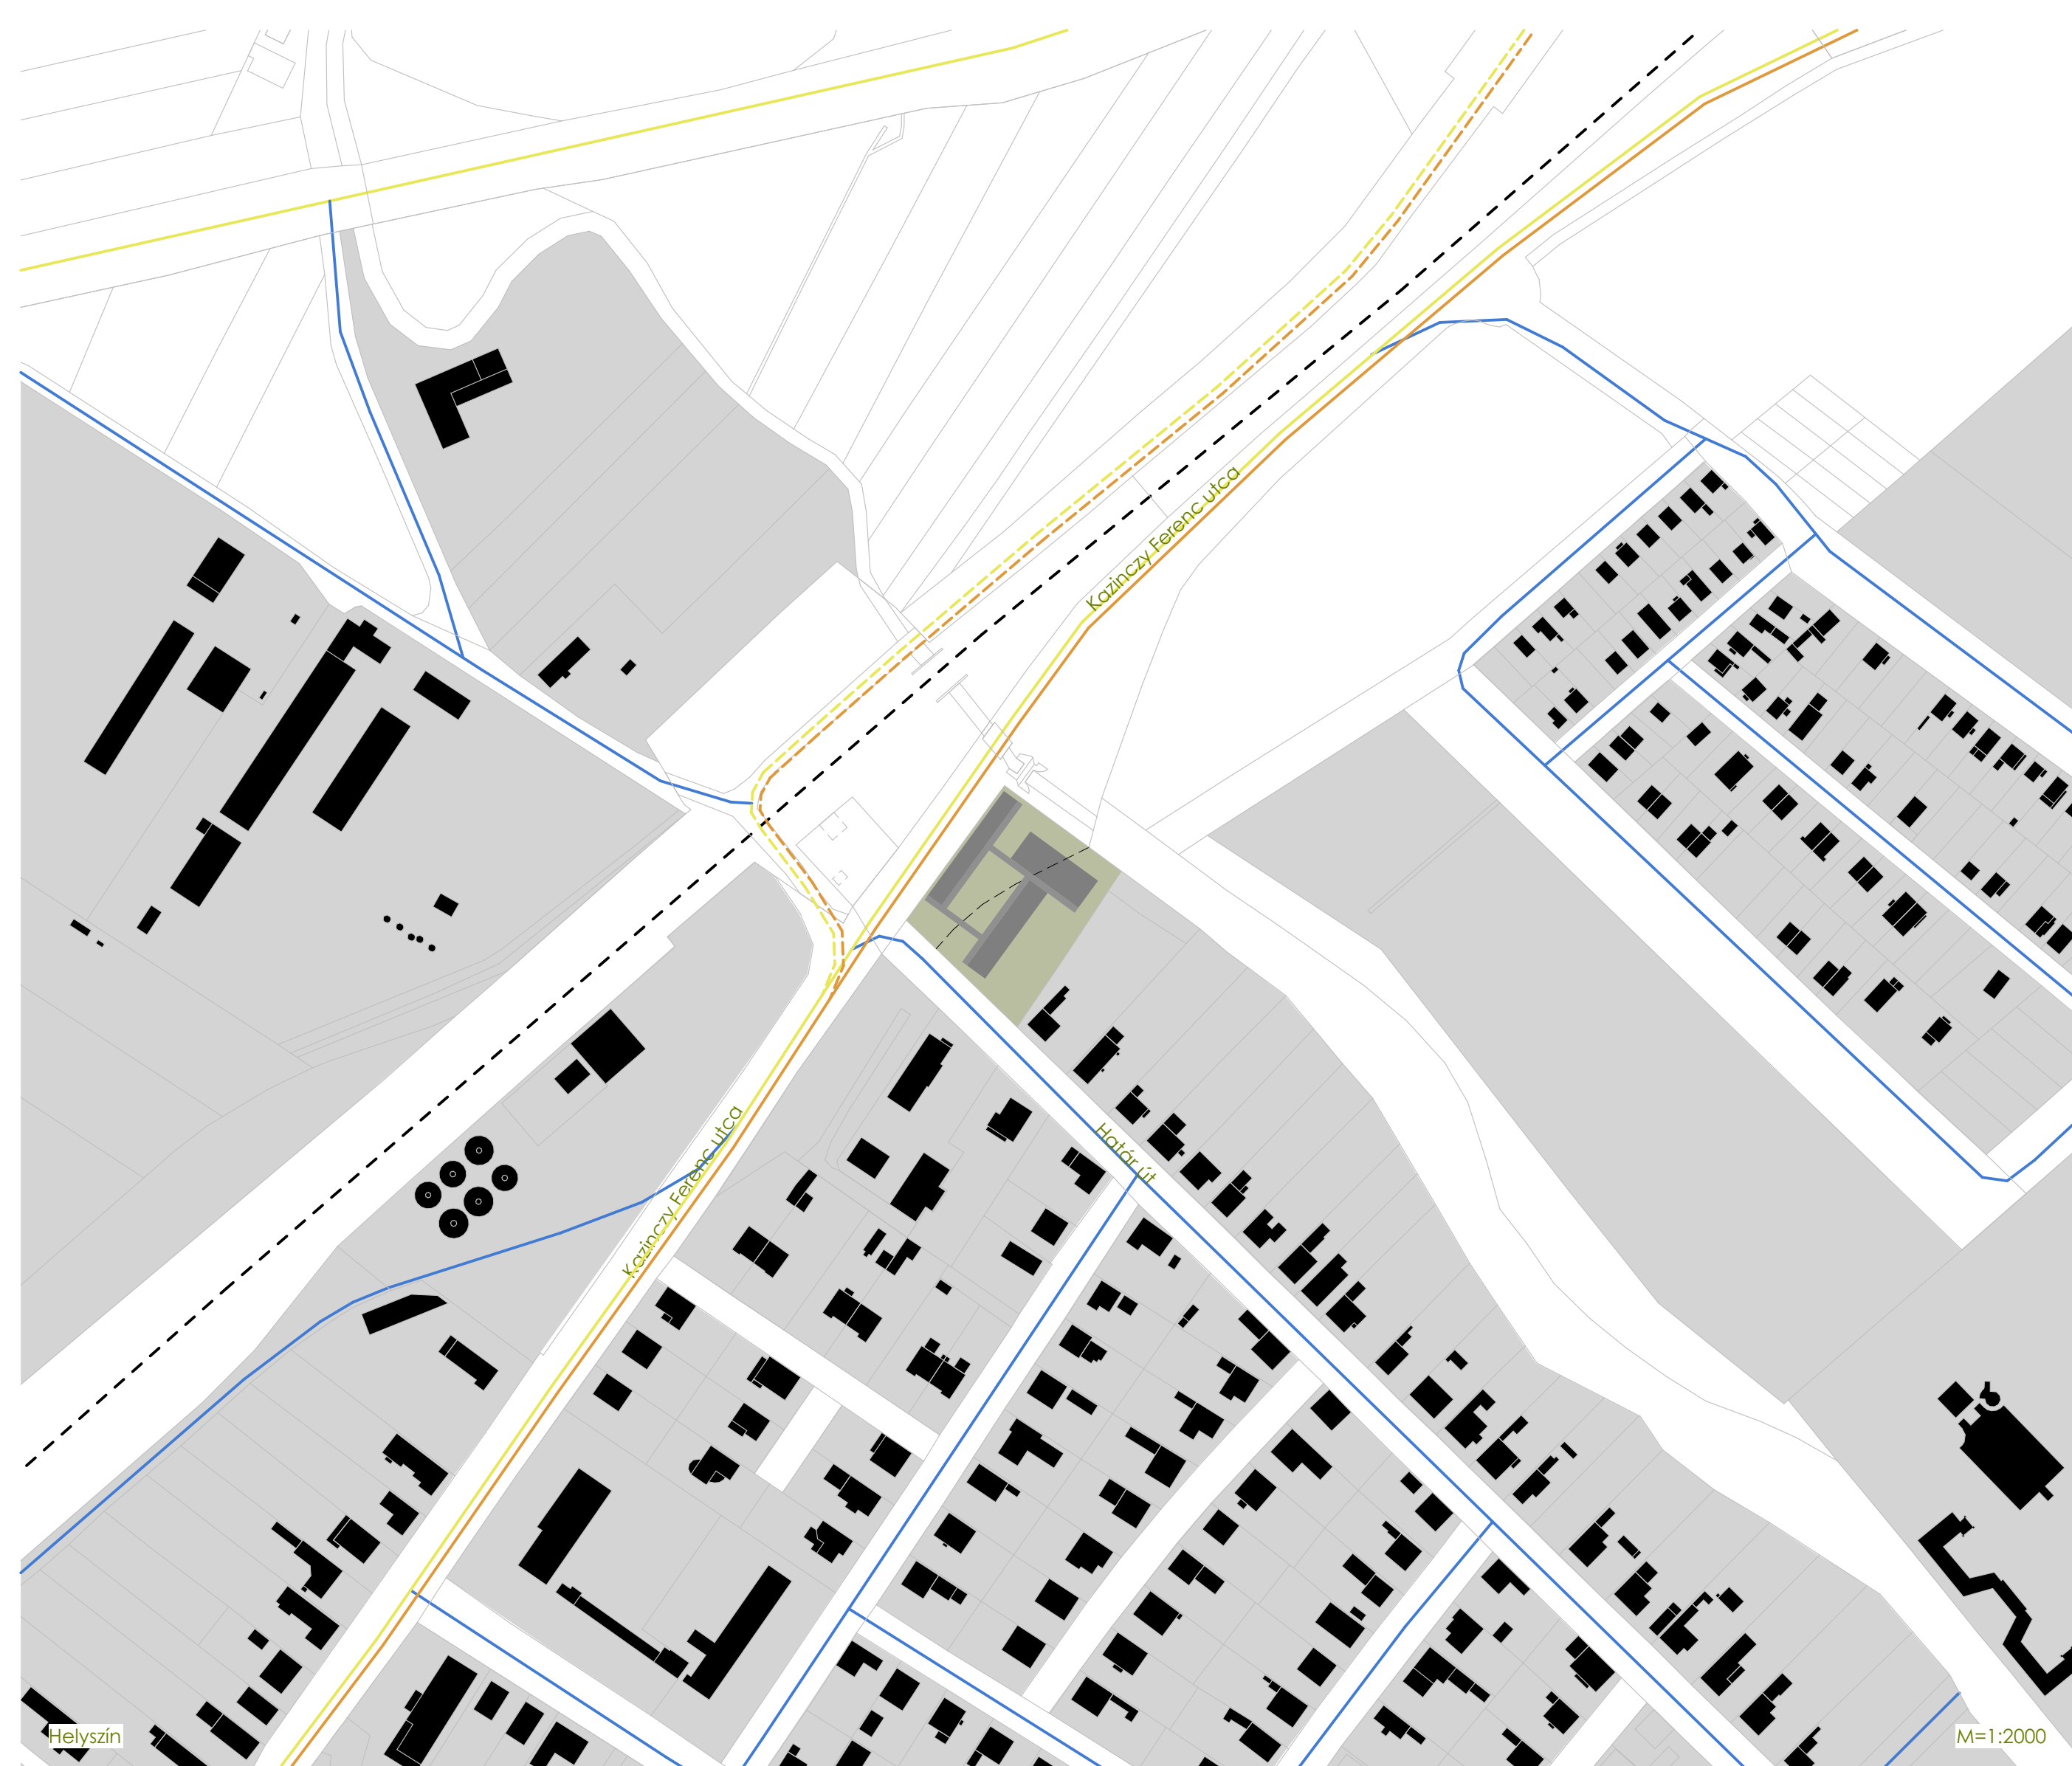 Kazinczy Ferenc utca
Kazinczy Ferenc utca
Határ út
Helyszín
M=1:2000